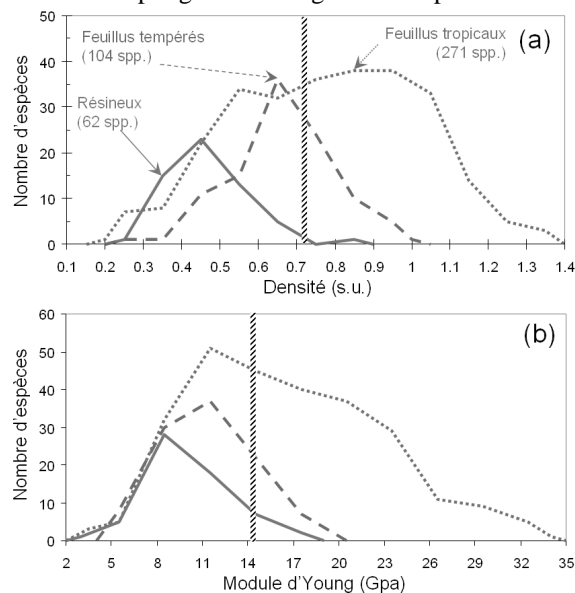 50
40
30
20
10
0
Nombre d'espèces
Feuillus tempérés
(104 spp.)
Feuillus tropicaux
(271 spp.)
(a)
Résineux
(62 spp.)
0.1 0.2 0.3 0.4 0.5 0.6 0.7 0.8 0.9 1 1.1 1.2 1.3 1.4
Densité (s.u.)
60
50
40
30
20
10
0
Nombre d'espèces
(b)
2 5 8 11 14 17 20 23 26 29 32 35
Module d'Young (Gpa)